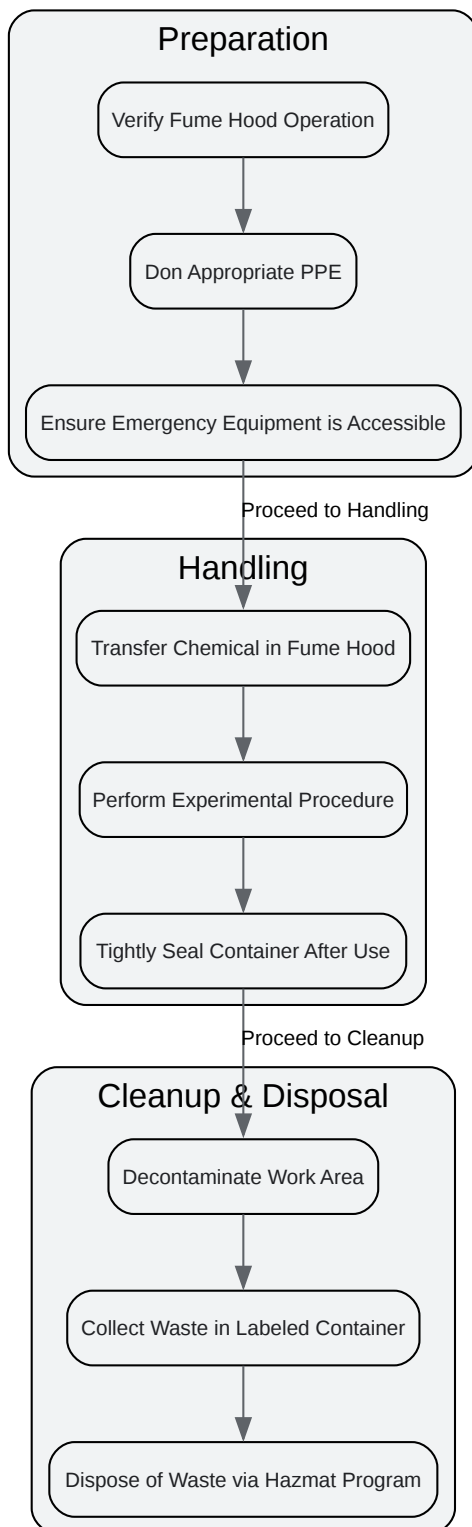 Preparation
Verify Fume Hood Operation
Don Appropriate PPE
Ensure Emergency Equipment is Accessible
Proceed to Handling
Handling
Transfer Chemical in Fume Hood
Perform Experimental Procedure
Tightly Seal Container After Use
Proceed to Cleanup
Cleanup & Disposal
Decontaminate Work Area
Collect Waste in Labeled Container
Dispose of Waste via Hazmat Program